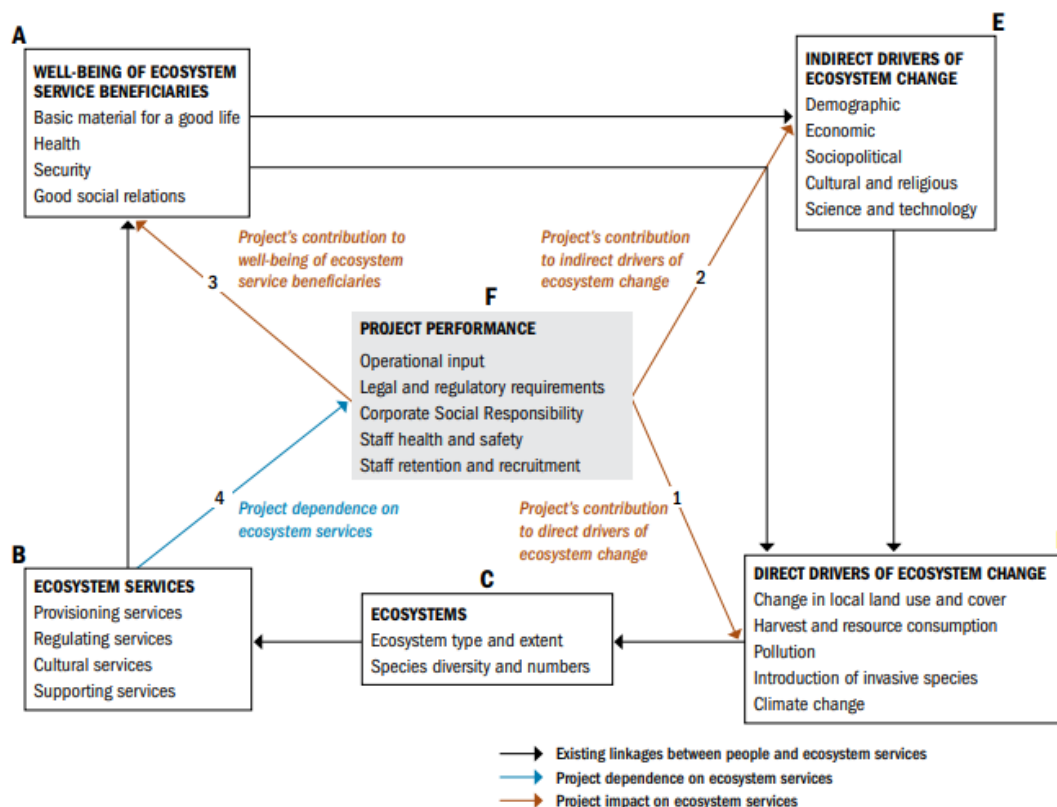 A
WELL-BEING OF ECOSYSTEM
SERVICE BENEFICIARIES
Basic material for a good life
Health
Security
Good social relations
E
INDIRECT DRIVERS OF
ECOSYSTEM CHANGE
Demographic
Economic
Sociopolitical
Cultural and religious
Science and technology
Project's contribution to
well-being of ecosystem
service beneficiaries
3
Project's contribution
to indirect drivers of
ecosystem change
2
F
PROJECT PERFORMANCE
Operational input
Legal and regulatory requirements
Corporate Social Responsibility
Staff health and safety
Staff retention and recruitment
4
Project dependence on
ecosystem services
1
Project's contribution
to direct drivers of
ecosystem change
B
ECOSYSTEM SERVICES
Provisioning services
Regulating services
Cultural services
Supporting services
C
ECOSYSTEMS
Ecosystem type and extent
Species diversity and numbers
DIRECT DRIVERS OF ECOSYSTEM CHANGE
Change in local land use and cover
Harvest and resource consumption
Pollution
Introduction of invasive species
Climate change
Existing linkages between people and ecosystem services
Project dependence on ecosystem services
Project impact on ecosystem services